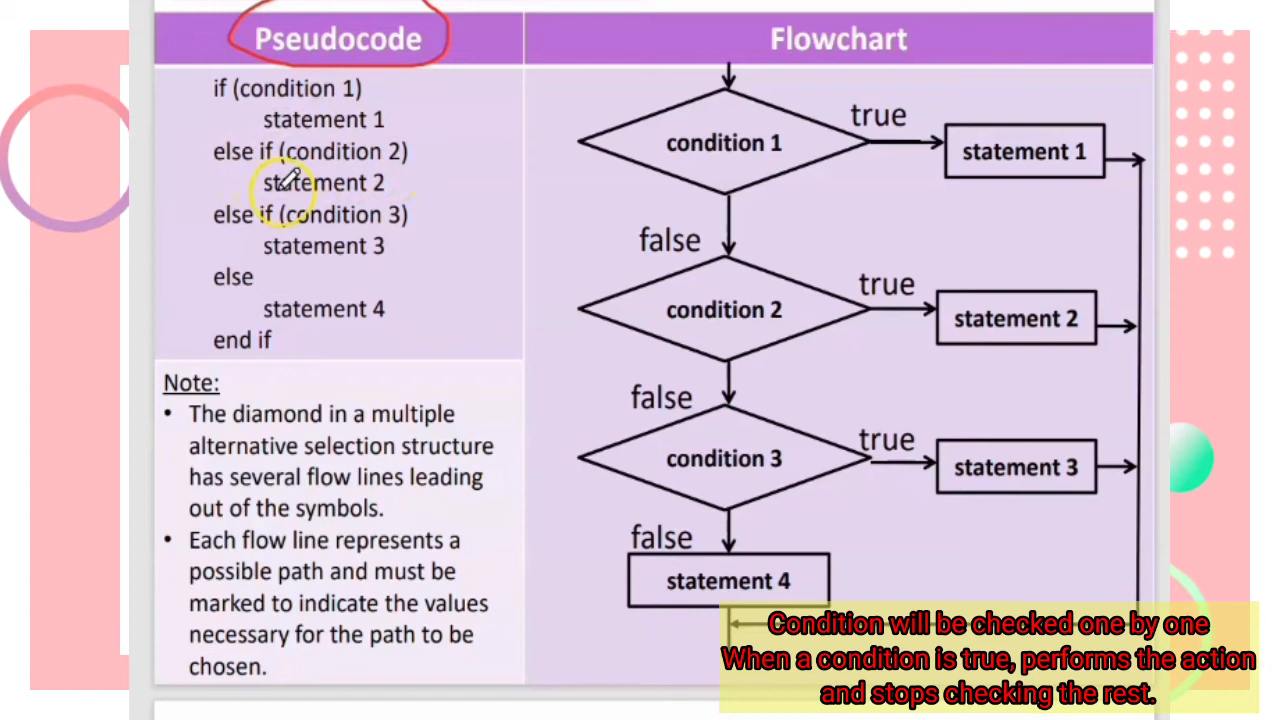 Pseudocode
if (condition 1)
statement 1
else if (condition 2)
statement 2
else if (condition 3)
statement 3
else
statement 4
end if
Note:
• The diamond in a multiple
alternative selection structure
has several flow lines leading
out of the symbols.
• Each flow line represents a
possible path and must be
marked to indicate the values
necessary for the path to be
chosen.
Flowchart
condition 1
true
statement 1
false
condition 2
true
statement 2
false
condition 3
true
statement 3
false
statement 4
Condition will be checked one by one
When a condition is true, performs the action
and stops checking the rest.